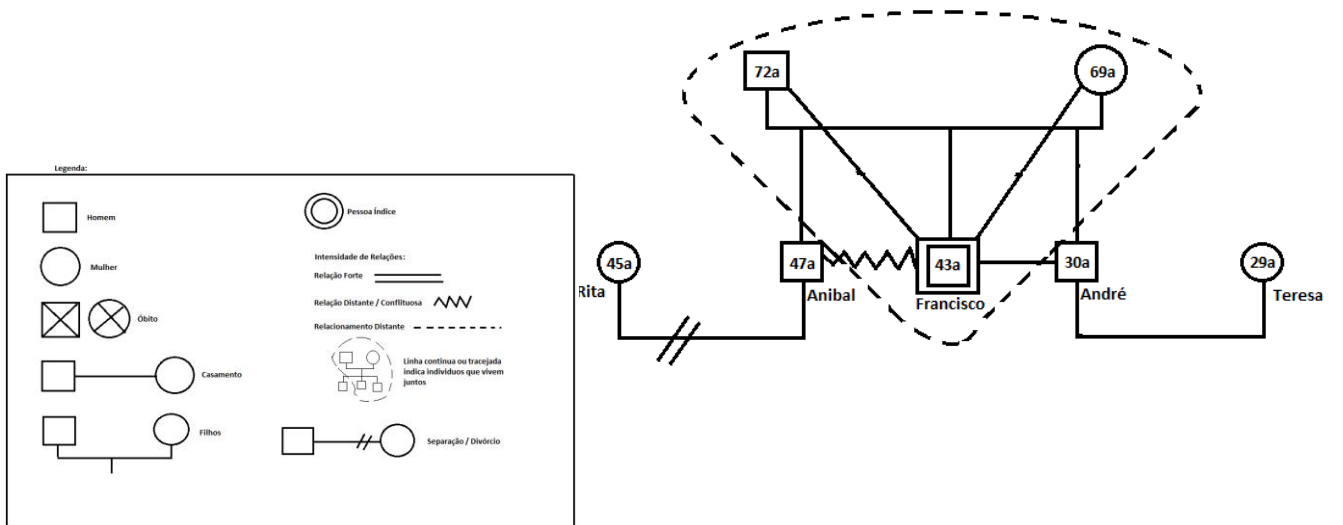 Legenda:
Homem
Mulher
Óbito
Casamento
Filhos
Pessoa Índice
Intensidade de Relações:
Relação Forte
Relação Distante / Conflituosa
Relacionamento Distante
Linha continua ou tracejada
indica individuos que vivem
juntos
Separação / Divórcio
72a
69a
45a
47a
43a
30a
29a
Rita
Anibal
Francisco
André
Teresa